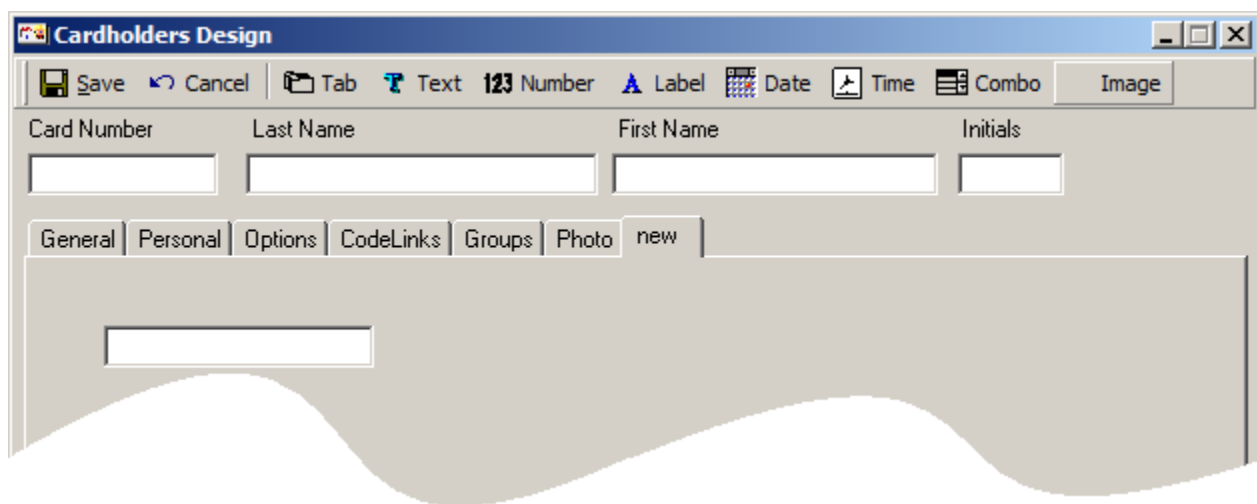 Cardholders Design
Save Cancel Tab Text 123 Number A Label Date Time Combo Image
Card Number Last Name First Name Initials
General Personal Options CodeLinks Groups Photo new